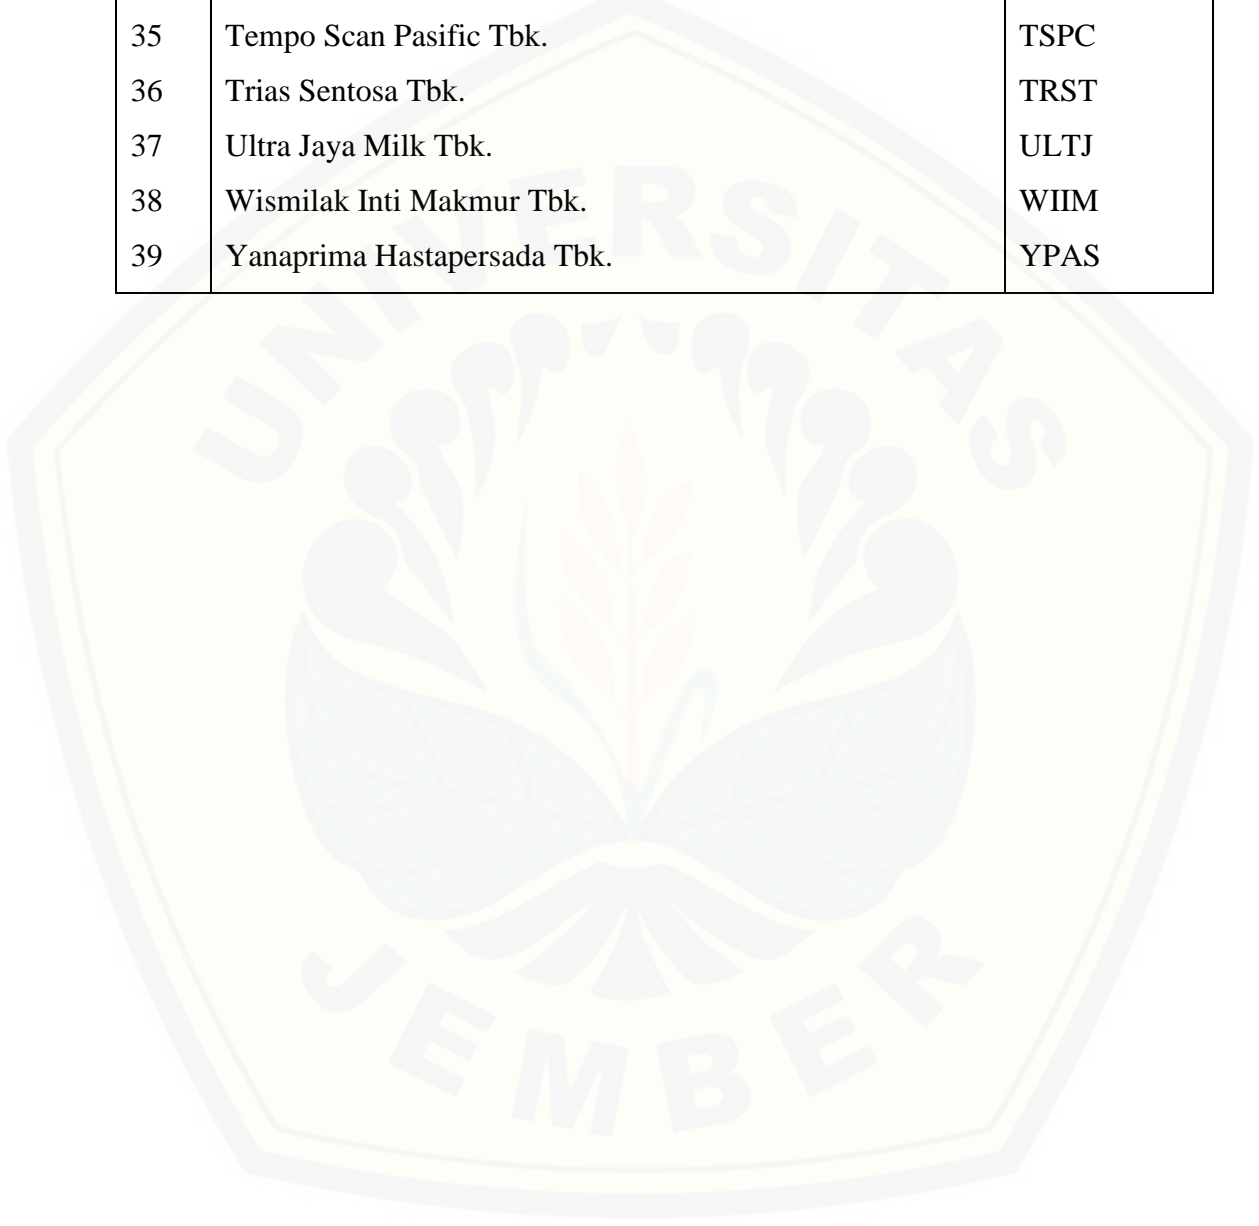 35 Tempo Scan Pasific Tbk. TSPC
36 Trias Sentosa Tbk. TRST
37 Ultra Jaya Milk Tbk. ULTJ
38 Wismilak Inti Makmur Tbk. WIIM
39 Yanaprima Hastapersada Tbk. YPAS
UNIVERSITAS
JEMBER